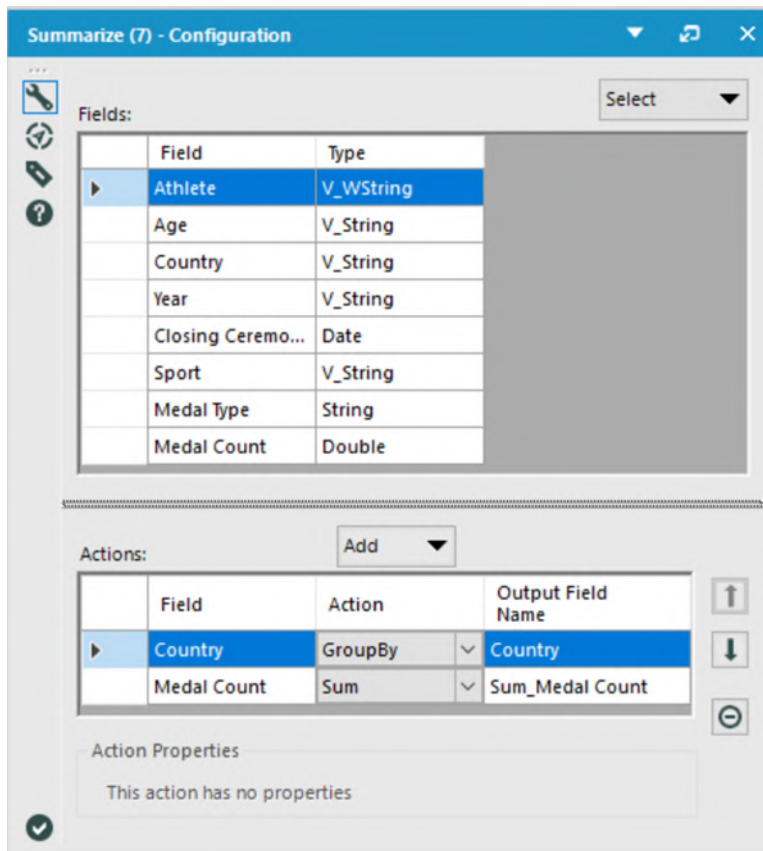 Summarize (7) - Configuration
Select
Fields:
Field Type
Athlete V_WString
Age V_String
Country V_String
Year V_String
Closing Ceremo... Date
Sport V_String
Medal Type String
Medal Count Double
Add
Actions:
Field Action Output Field
Name
Country GroupBy Country
Medal Count Sum Sum_Medal Count
Action Properties
This action has no properties